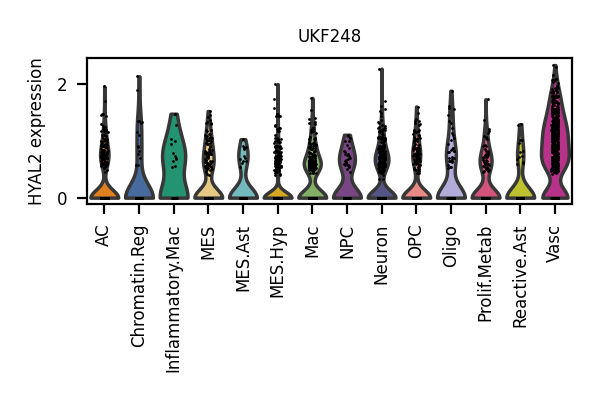 UKF248
HYAL2 expression
2
0
AC
Chromatin.Reg
Inflammatory.Mac
MES
MES.Ast
MES.Hyp
Mac
NPC
Neuron
OPC
Oligo
Prolif.Metab
Reactive.Ast
Vasc